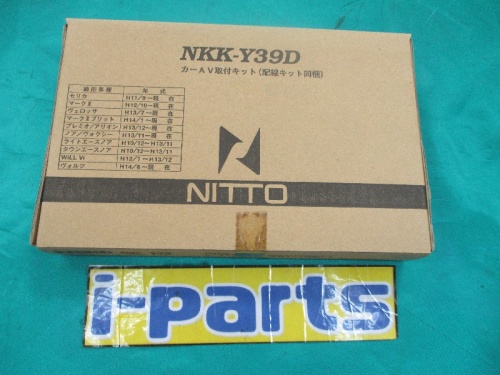 NKK-Y39D
カーAV取付キット(配線キット同梱)
適応車種 年式
セリカ H11/9~現在
マークⅡ H12/10~現在
ヴェロッサ H13/7~現在
マークⅡブリット H14/1~現在
プレミオ/アリオン H13/12~現在
ノア/ヴォクシー H13/11~現在
ライトエースノア H10/12~H13/11
タウンエースノア H10/12~H13/11
WiLL Vi H12/1~H13/12
ヴォルツ H14/8~現在
NITTO
i-parts